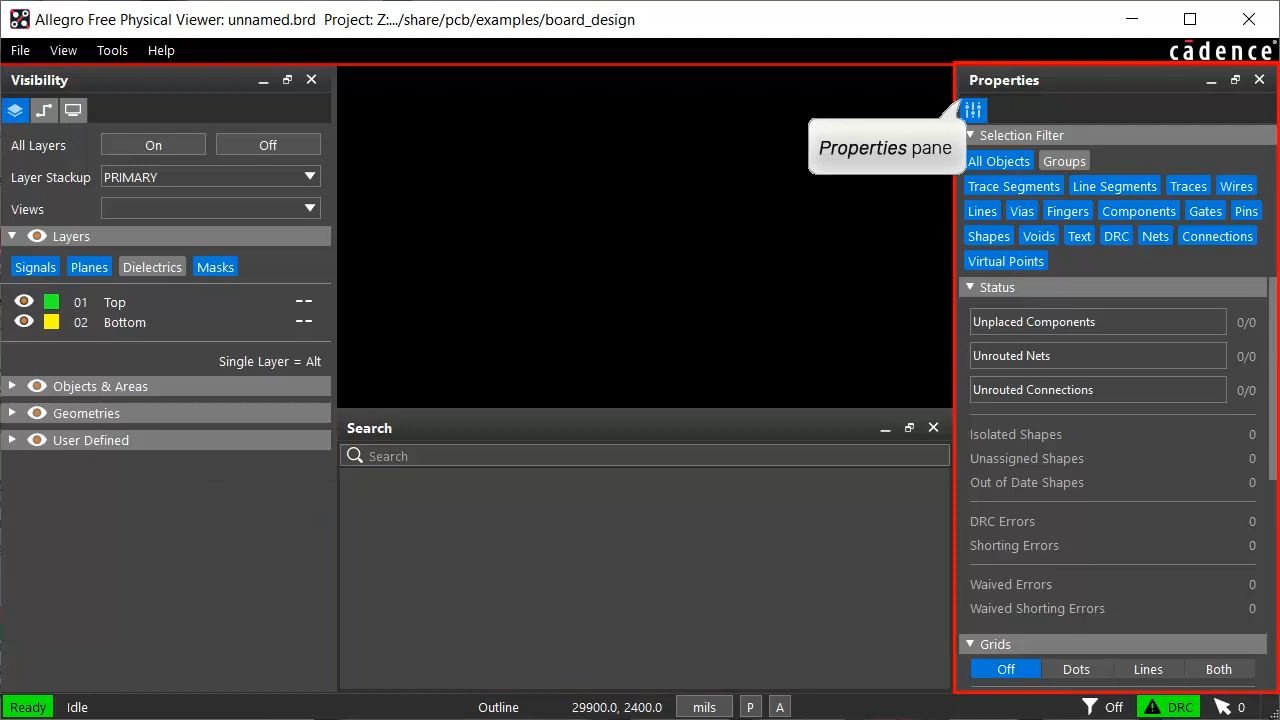 Allegro Free Physical Viewer: unnamed.brd Project: Z:.../share/pcb/examples/board_design
File View Tools Help
cādence®
Visibility
All Layers On Off
Layer Stackup PRIMARY
Views
Layers
Signals Planes Dielectrics Masks
01 Top --
02 Bottom --
Single Layer = Alt
Objects & Areas
Geometries
User Defined
Search
Search
Properties pane
Properties
Selection Filter
All Objects Groups
Trace Segments Line Segments Traces Wires
Lines Vias Fingers Components Gates Pins
Shapes Voids Text DRC Nets Connections
Virtual Points
Status
Unplaced Components 0/0
Unrouted Nets 0/0
Unrouted Connections 0/0
Isolated Shapes 0
Unassigned Shapes 0
Out of Date Shapes 0
DRC Errors 0
Shorting Errors 0
Waived Errors 0
Waived Shorting Errors 0
Grids
Off Dots Lines Both
Ready Idle Outline 29900.0, 2400.0 mils P A Off DRC 0